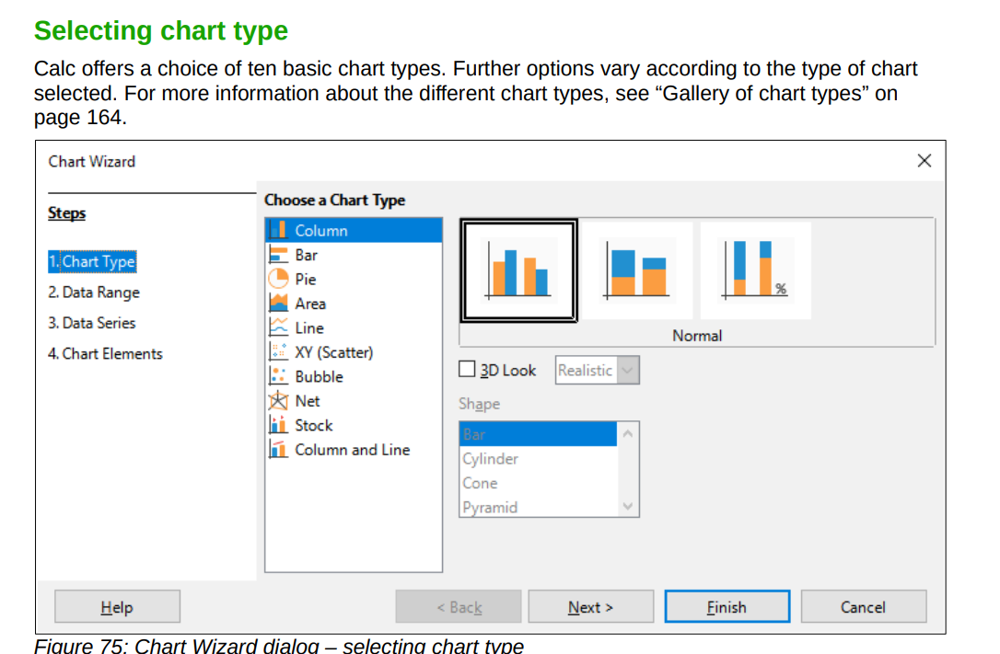 Selecting chart type
Calc offers a choice of ten basic chart types. Further options vary according to the type of chart
selected. For more information about the different chart types, see “Gallery of chart types” on
page 164.
Chart Wizard
Steps
1. Chart Type
2. Data Range
3. Data Series
4. Chart Elements
Choose a Chart Type
Column
Bar
Pie
Area
Line
XY (Scatter)
Bubble
Net
Stock
Column and Line
%
Normal
3D Look
Realistic
Shape
Bar
Cylinder
Cone
Pyramid
Help
< Back
Next >
Finish
Cancel
Figure 75: Chart Wizard dialog – selecting chart type